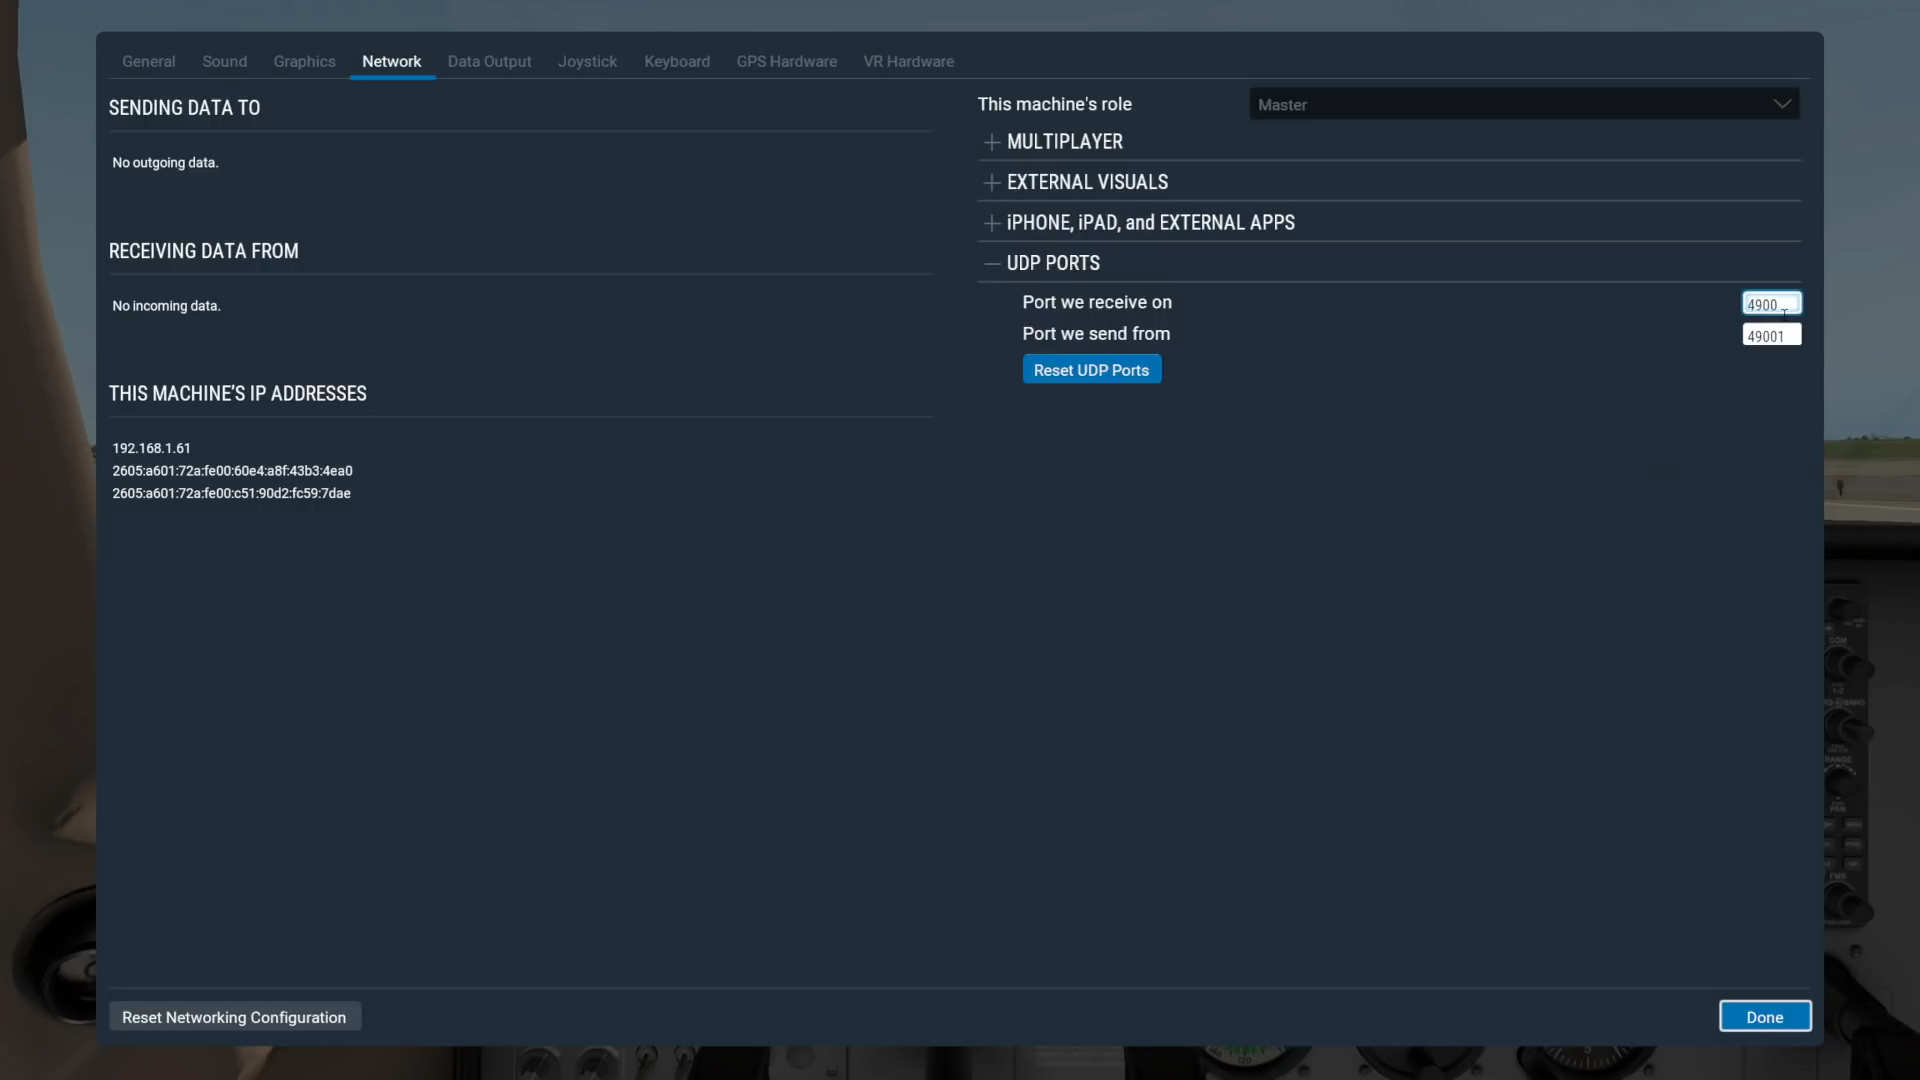 General Sound Graphics Network Data Output Joystick Keyboard GPS Hardware VR Hardware
SENDING DATA TO
No outgoing data.
RECEIVING DATA FROM
No incoming data.
THIS MACHINE'S IP ADDRESSES
192.168.1.61
2605:a601:72a:fe00:60e4:a8f:43b3:4ea0
2605:a601:72a:fe00:c51:90d2:fc59:7dae
This machine's role Master
MULTIPLAYER
EXTERNAL VISUALS
iPHONE, iPAD, and EXTERNAL APPS
UDP PORTS
Port we receive on 4900
Port we send from 49001
Reset UDP Ports
Reset Networking Configuration
Done
COM
RANGE
PAN
FMS